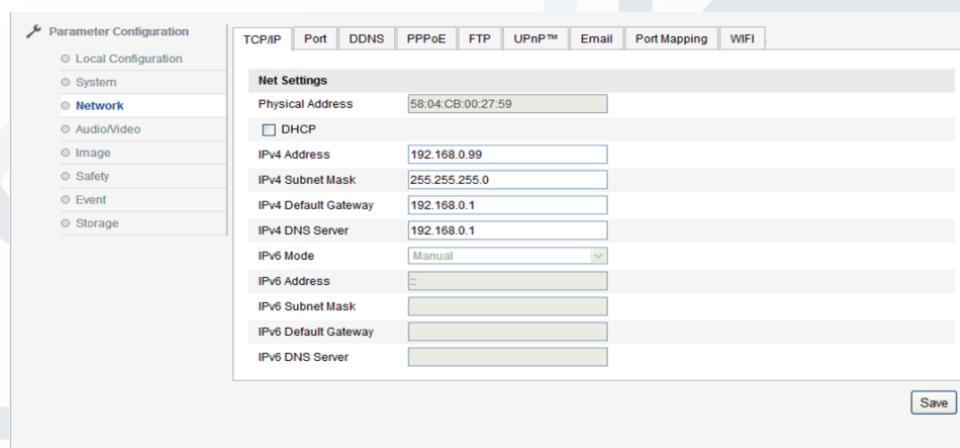 Parameter Configuration
Local Configuration
System
Network
Audio/Video
Image
Safety
Event
Storage
TCP/IP Port DDNS PPPoE FTP UPnP™ Email Port Mapping WIFI
Net Settings
Physical Address 58:04:CB:00:27:59
DHCP
IPv4 Address 192.168.0.99
IPv4 Subnet Mask 255.255.255.0
IPv4 Default Gateway 192.168.0.1
IPv4 DNS Server 192.168.0.1
IPv6 Mode Manual
IPv6 Address ::
IPv6 Subnet Mask
IPv6 Default Gateway
IPv6 DNS Server
Save